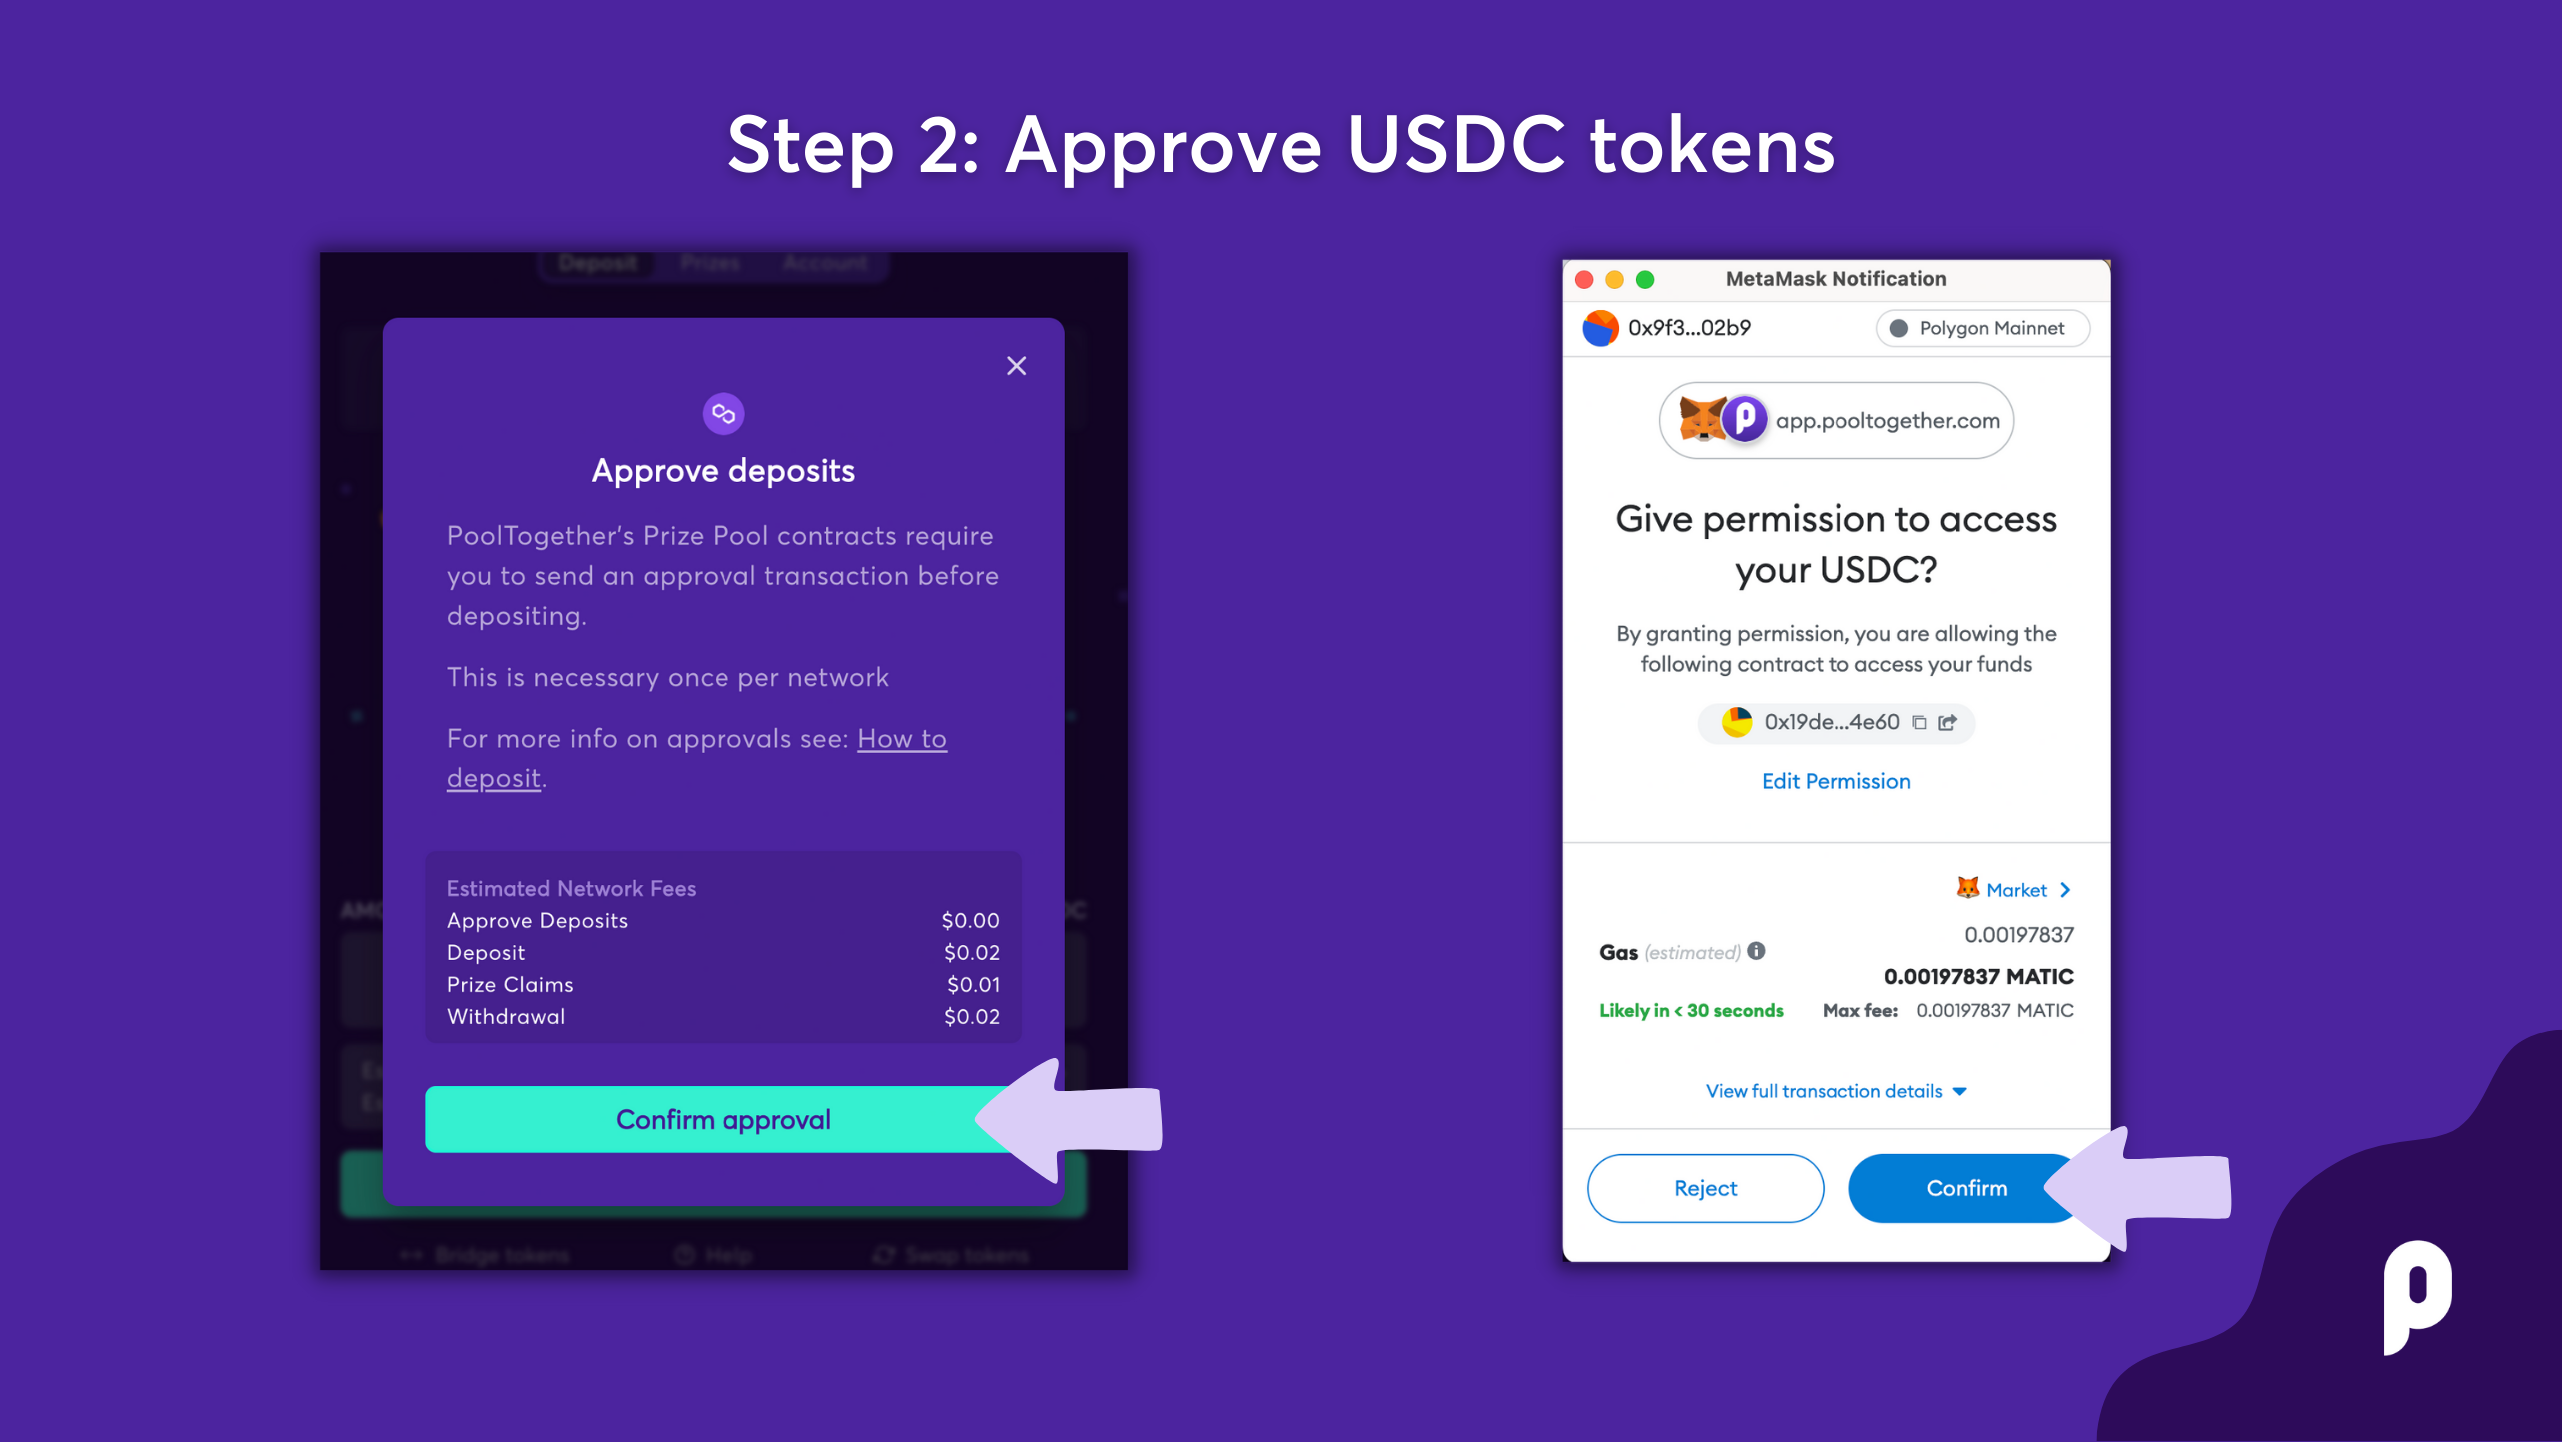 Step 2: Approve USDC tokens
Deposit Prizes Account
Approve deposits
PoolTogether's Prize Pool contracts require
you to send an approval transaction before
depositing.
This is necessary once per network
For more info on approvals see: How to
deposit.
Estimated Network Fees
Approve Deposits $0.00
Deposit $0.02
Prize Claims $0.01
Withdrawal $0.02
Confirm approval
Bridge tokens Help Swap tokens
MetaMask Notification
0x9f3...02b9 Polygon Mainnet
app.pooltogether.com
Give permission to access
your USDC?
By granting permission, you are allowing the
following contract to access your funds
0x19de...4e60
Edit Permission
Market
0.00197837
Gas (estimated)
0.00197837 MATIC
Likely in < 30 seconds Max fee: 0.00197837 MATIC
View full transaction details
Reject Confirm